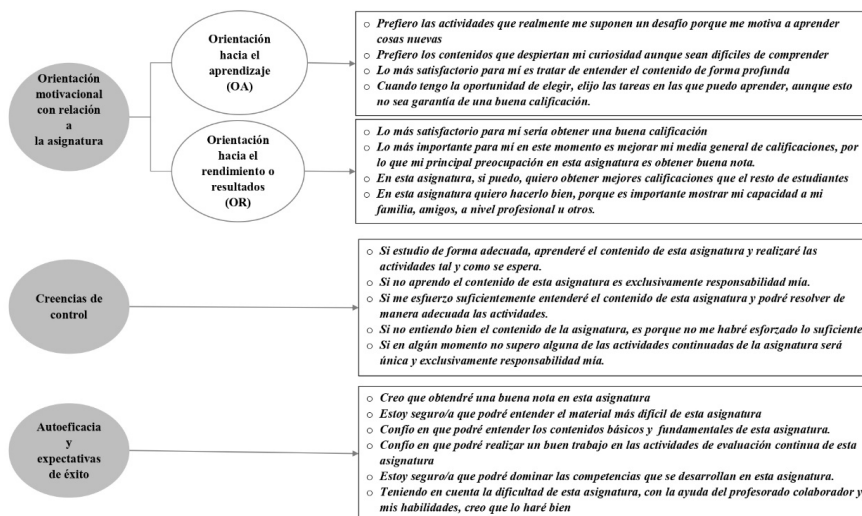 Orientación
motivacional
con relación
a
la asignatura
Orientación
hacia el
aprendizaje
(OA)
o Prefiero las actividades que realmente me suponen un desafío porque me motiva a aprender
cosas nuevas
o Prefiero los contenidos que despiertan mi curiosidad aunque sean difíciles de comprender
o Lo más satisfactorio para mí es tratar de entender el contenido de forma profunda
o Cuando tengo la oportunidad de elegir, elijo las tareas en las que puedo aprender, aunque esto
no sea garantía de una buena calificación.
Orientación
hacia el
rendimiento o
resultados
(OR)
o Lo más satisfactorio para mi sería obtener una buena calificación
o Lo más importante para mí en este momento es mejorar mi media general de calificaciones, por
lo que mi principal preocupación en esta asignatura es obtener buena nota.
o En esta asignatura, si puedo, quiero obtener mejores calificaciones que el resto de estudiantes
o En esta asignatura quiero hacerlo bien, porque es importante mostrar mi capacidad a mi
familia, amigos, a nivel profesional u otros.
Creencias de
control
o Si estudio de forma adecuada, aprenderé el contenido de esta asignatura y realizaré las
actividades tal y como se espera.
o Si no aprendo el contenido de esta asignatura es exclusivamente responsabilidad mía.
o Si me esfuerzo suficientemente entenderé el contenido de esta asignatura y podré resolver de
manera adecuada las actividades.
o Si no entiendo bien el contenido de la asignatura, es porque no me habré esforzado lo suficiente
o Si en algún momento no supero alguna de las actividades continuadas de la asignatura será
única y exclusivamente responsabilidad mía.
Autoeficacia
y
expectativas
de éxito
o Creo que obtendré una buena nota en esta asignatura
o Estoy seguro/a que podré entender el material más difícil de esta asignatura
o Confío en que podré entender los contenidos básicos y fundamentales de esta asignatura.
o Confío en que podré realizar un buen trabajo en las actividades de evaluación continua de esta
asignatura
o Estoy seguro/a que podré dominar las competencias que se desarrollan en esta asignatura.
o Teniendo en cuenta la dificultad de esta asignatura, con la ayuda del profesorado colaborador y
mis habilidades, creo que lo haré bien